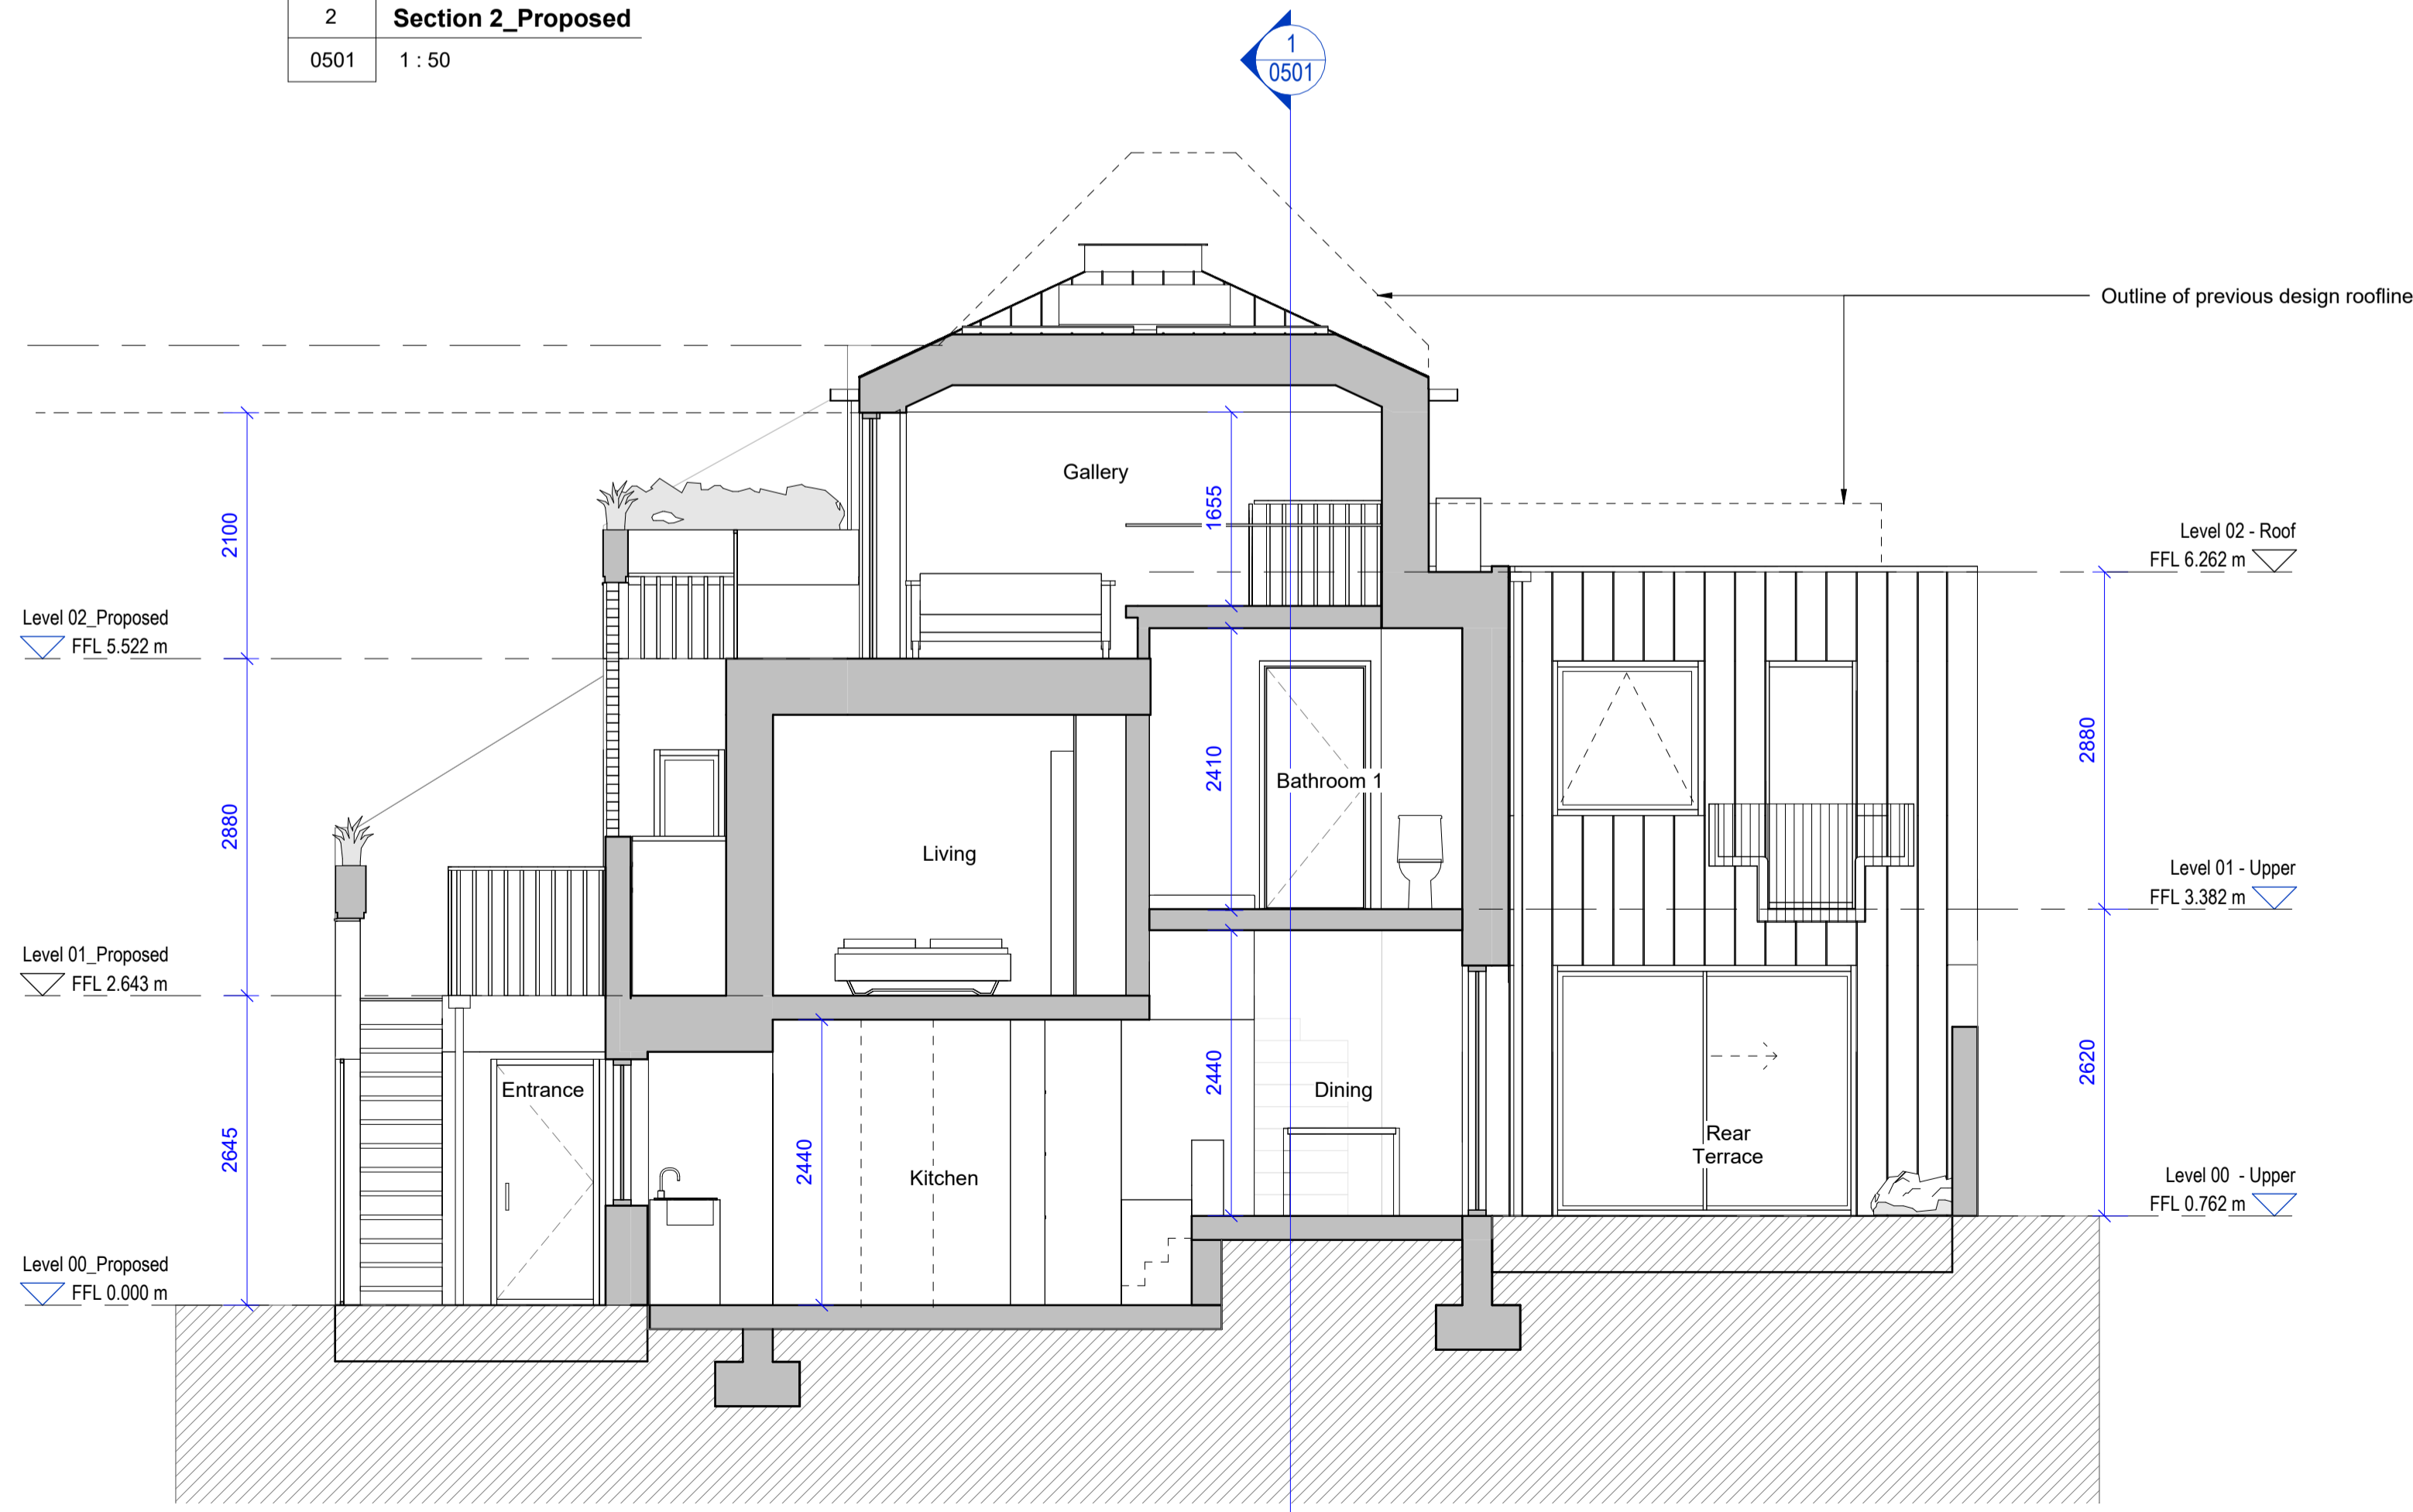 2 Section 2_Proposed
0501 1 : 50
1
0501
Outline of previous design roofline
Gallery
1655
2100
Level 02 - Roof
FFL 6.262 m
Level 02_Proposed
FFL 5.522 m
2880
2410
Bathroom 1
2880
Living
Level 01 - Upper
FFL 3.382 m
Level 01_Proposed
FFL 2.643 m
2440
2620
Entrance
Dining
Rear
Terrace
2645
2440
Kitchen
Level 00 - Upper
FFL 0.762 m
Level 00_Proposed
FFL 0.000 m